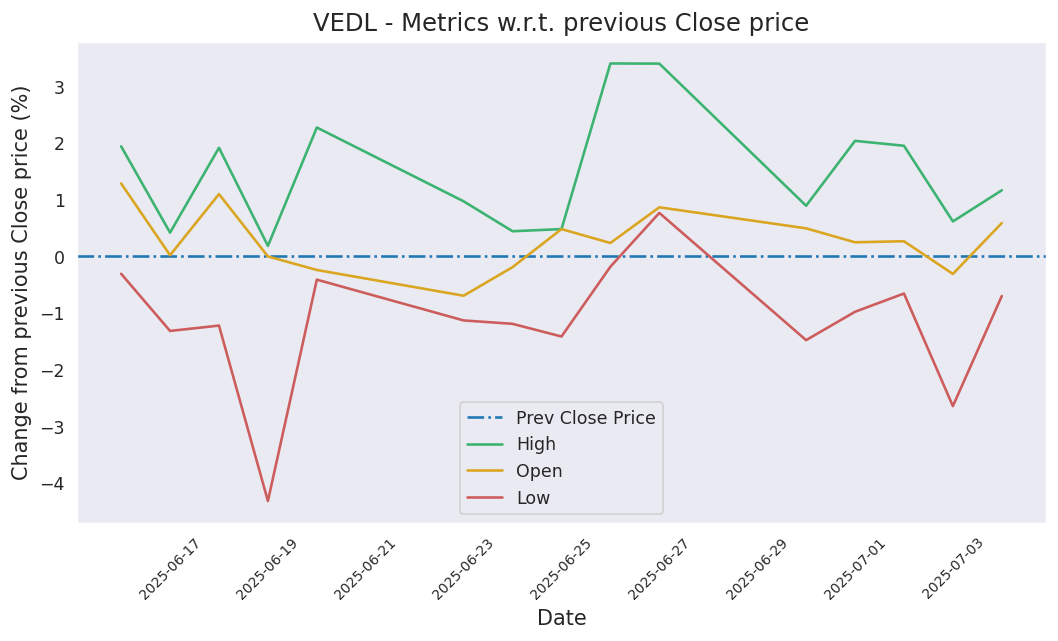 VEDL - Metrics w.r.t. previous Close price
Change from previous Close price (%)
3
2
1
0
−1
−2
−3
−4
Prev Close Price
High
Open
Low
2025-06-17
2025-06-19
2025-06-21
2025-06-23
2025-06-25
2025-06-27
2025-06-29
2025-07-01
2025-07-03
Date